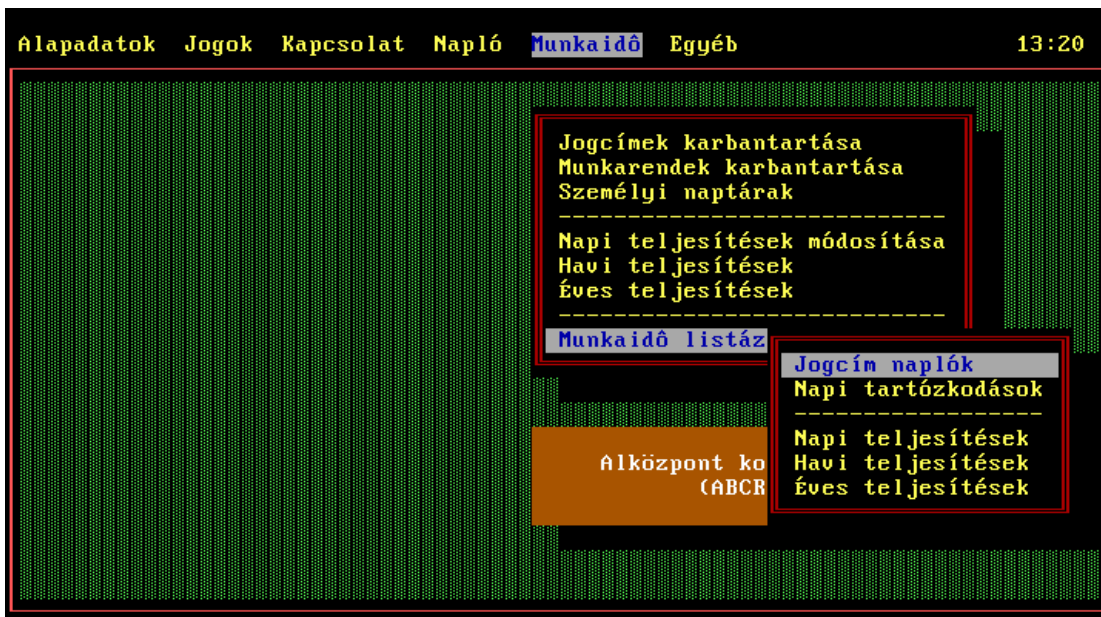 Alapadatok Jogok Kapcsolat Napló Munkaidô Egyéb 13:20
Jogcímek karbantartása
Munkarendek karbantartása
Személyi naptárak
Napi teljesítések módosítása
Havi teljesítések
Éves teljesítések
Munkaidô listáz
Jogcím naplók
Napi tartózkodások
Napi teljesítések
Havi teljesítések
Éves teljesítések
Alközpont ko
(ABCR